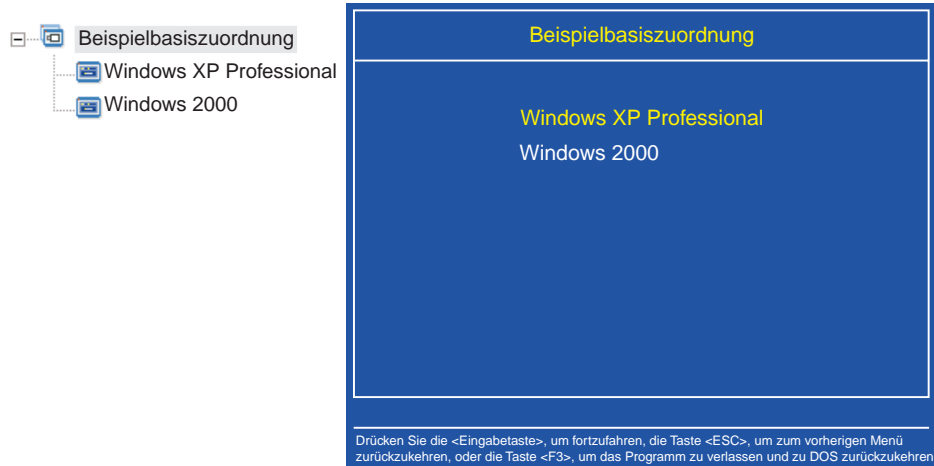 Beispielbasiszuordnung
Windows XP Professional
Windows 2000
Beispielbasiszuordnung
Windows XP Professional
Windows 2000
Drücken Sie die <Eingabetaste>, um fortzufahren, die Taste <ESC>, um zum vorherigen Menü
zurückzukehren, oder die Taste <F3>, um das Programm zu verlassen und zu DOS zurückzukehren